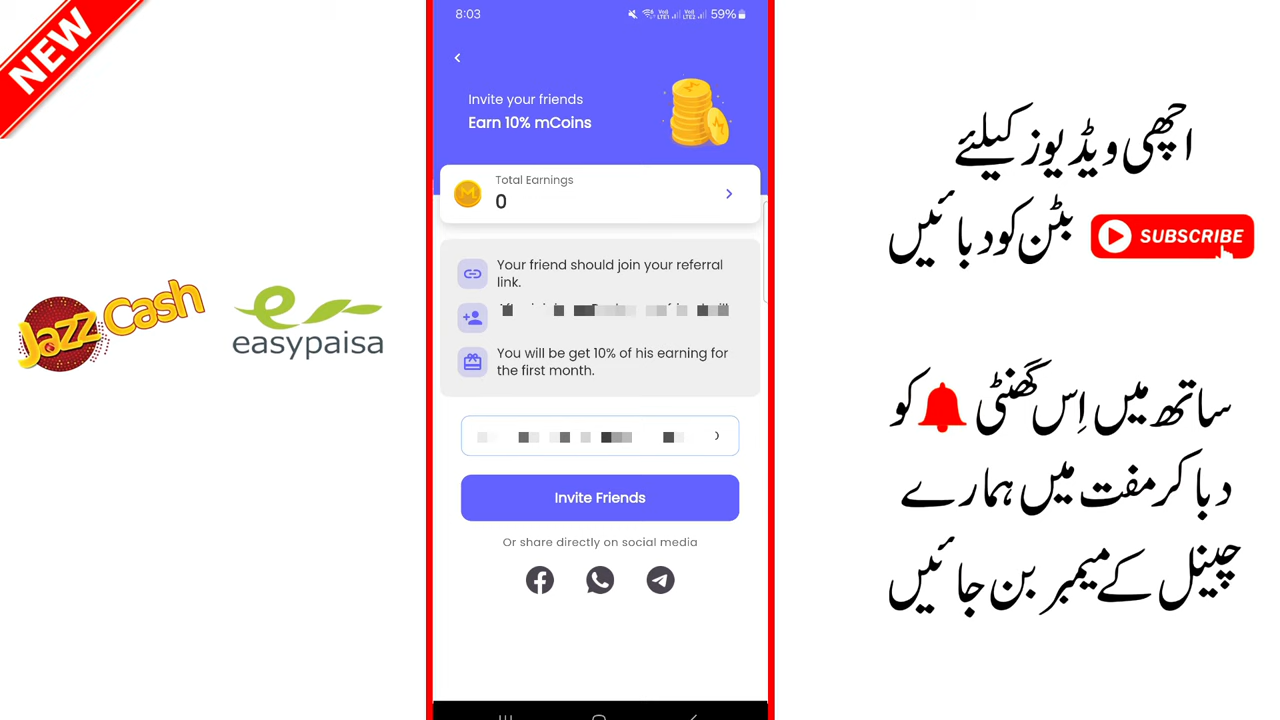 NEW
8:03
59%
Invite your friends
Earn 10% mCoins
Total Earnings
0
Your friend should join your referral
link.
You will be get 10% of his earning for
the first month.
Invite Friends
Or share directly on social media
Jazz Cash
easypaisa
اچھی ویڈیوز کیلئے
بٹن کو دبائیں
SUBSCRIBE
ساتھ میں اِس گھنٹی کو
دبا کر مفت میں ہمارے
چینل کے میمبر بن جائیں